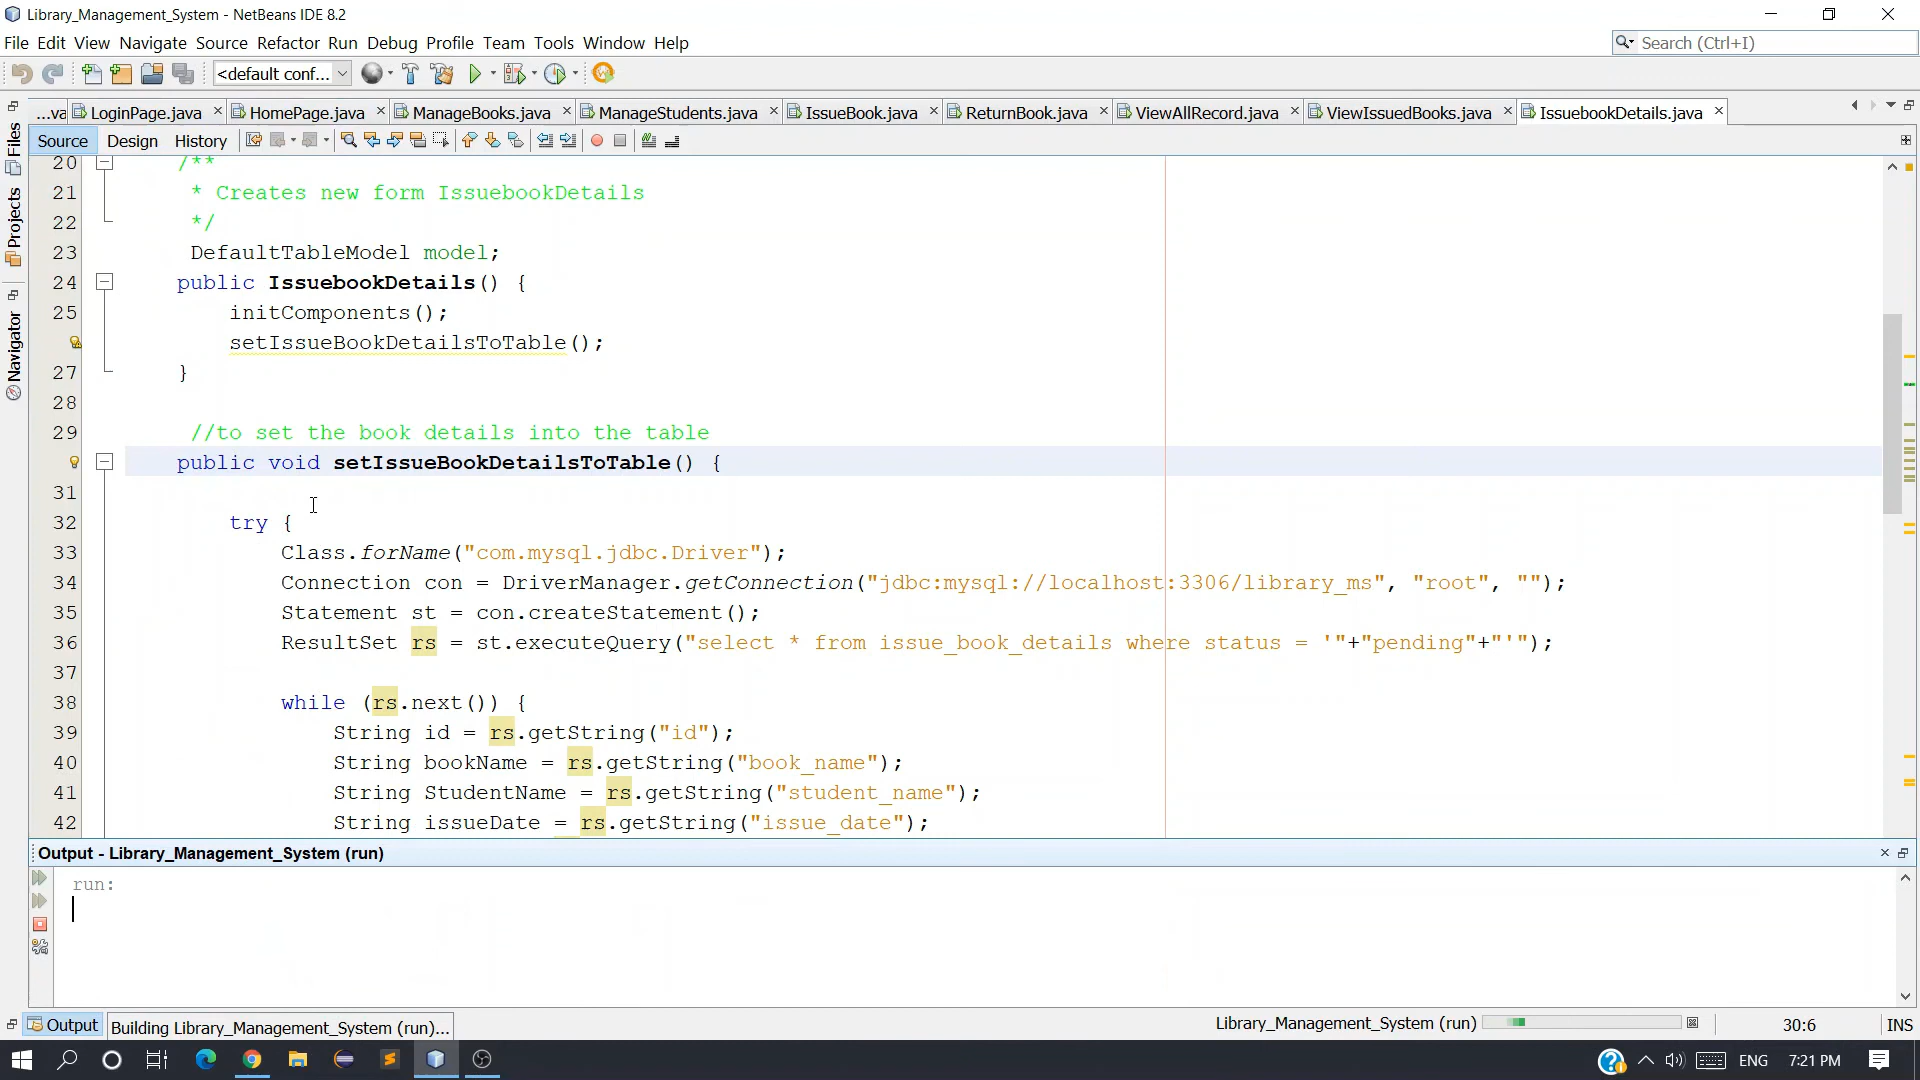 Library_Management_System - NetBeans IDE 8.2
File Edit View Navigate Source Refactor Run Debug Profile Team Tools Window Help
Search (Ctrl+I)
<default conf...
...va LoginPage.java HomePage.java ManageBooks.java ManageStudents.java IssueBook.java ReturnBook.java ViewAllRecord.java ViewIssuedBooks.java IssuebookDetails.java
Source Design History
Files
Projects
Navigator
20 /**
21 * Creates new form IssuebookDetails
22 */
23 DefaultTableModel model;
24 public IssuebookDetails() {
25 initComponents();
setIssueBookDetailsToTable();
27 }
28
29 //to set the book details into the table
public void setIssueBookDetailsToTable() {
31
32 try {
33 Class.forName("com.mysql.jdbc.Driver");
34 Connection con = DriverManager.getConnection("jdbc:mysql://localhost:3306/library_ms", "root", "");
35 Statement st = con.createStatement();
36 ResultSet rs = st.executeQuery("select * from issue_book_details where status = '"+"pending"+"'");
37
38 while (rs.next()) {
39 String id = rs.getString("id");
40 String bookName = rs.getString("book_name");
41 String StudentName = rs.getString("student_name");
42 String issueDate = rs.getString("issue_date");
Output - Library_Management_System (run)
run:
Output Building Library_Management_System (run)...
Library_Management_System (run)
30:6 INS
ENG 7:21 PM